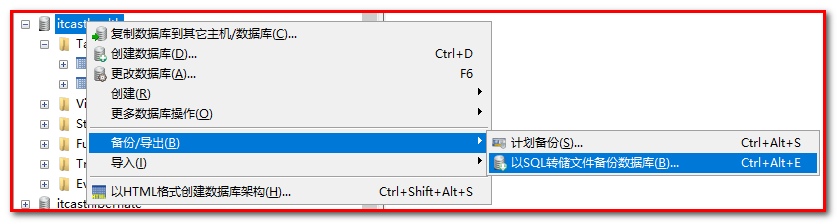 复制数据库到其它主机/数据库(C)...
创建数据库(D)... Ctrl+D
更改数据库(A)... F6
创建(R)
更多数据库操作(O)
备份/导出(B)
计划备份(S)... Ctrl+Alt+S
导入(I)
以SQL转储文件备份数据库(B)... Ctrl+Alt+E
以HTML格式创建数据库架构(H)... Ctrl+Shift+Alt+S
Ta
Vi
St
Fu
Tr
Ev